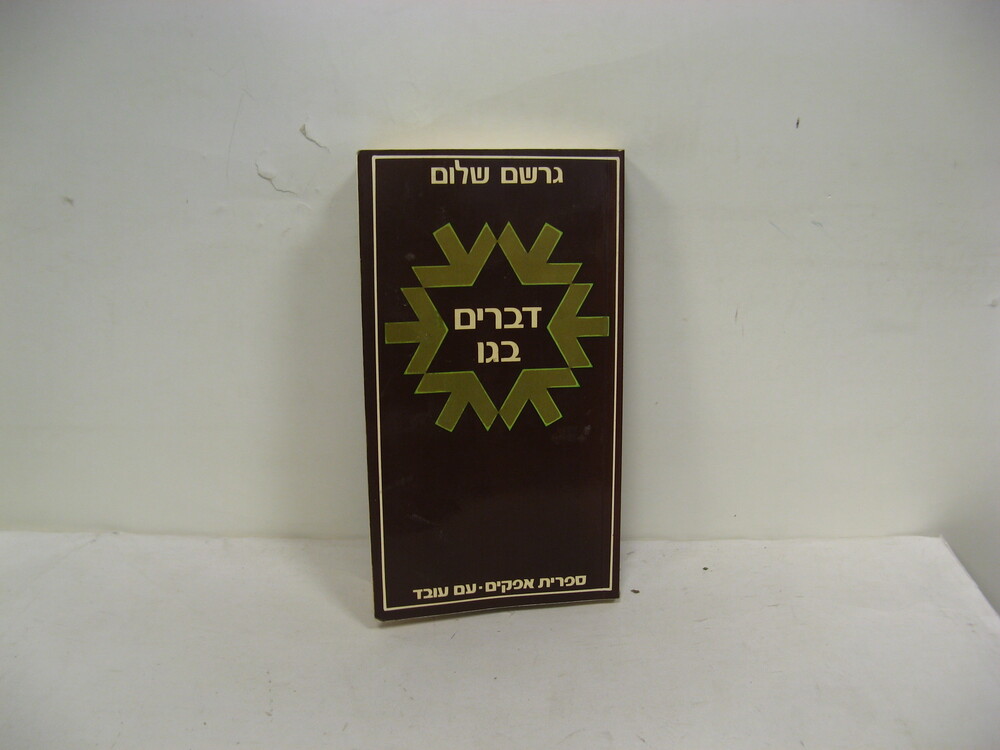 גרשם שלום
דברים
בגו
ספרית אפקים · עם עובד